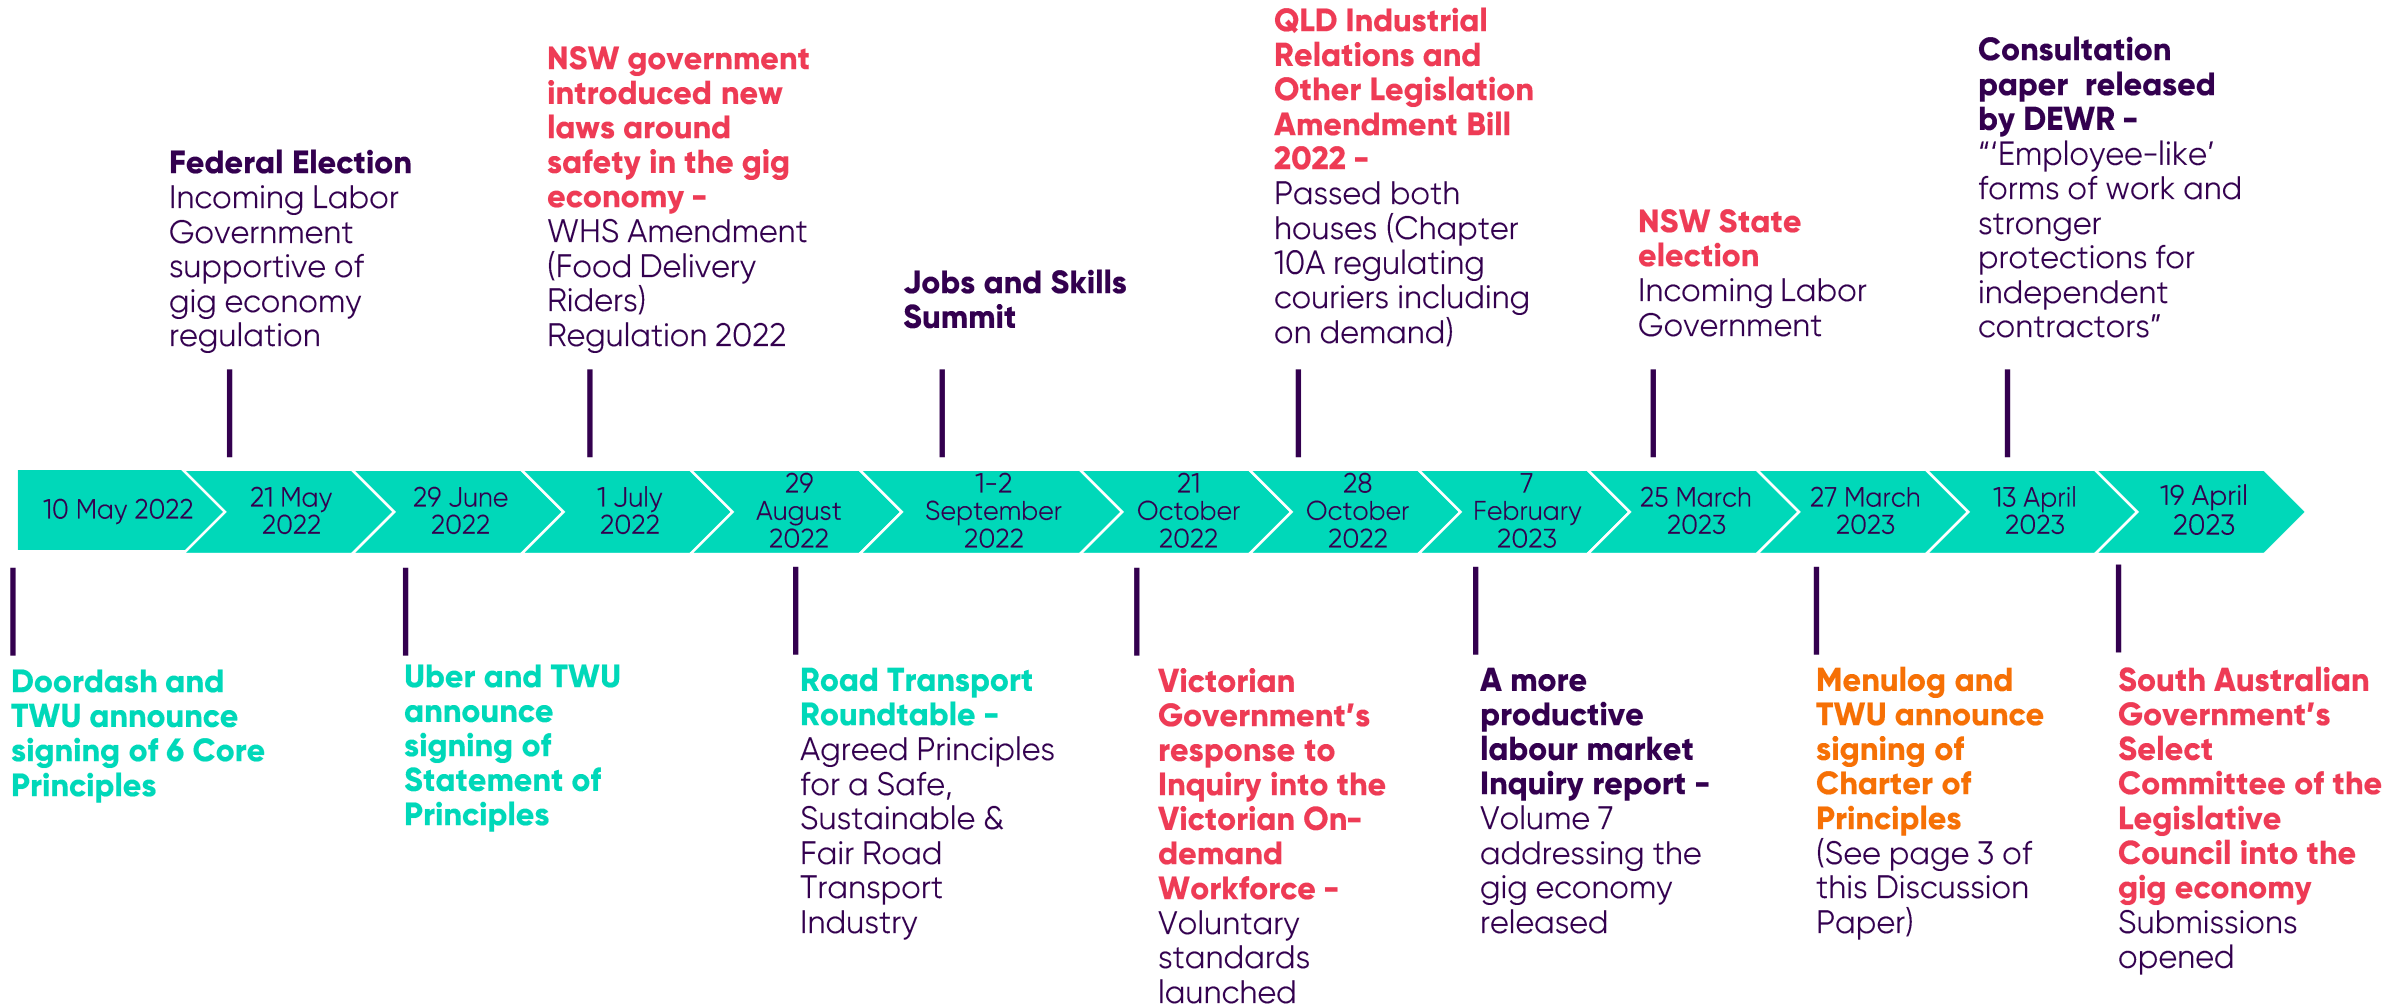 Federal Election
Incoming Labor
Government
supportive of
gig economy
regulation
NSW government
introduced new
laws around
safety in the gig
economy -
WHS Amendment
(Food Delivery
Riders)
Regulation 2022
Jobs and Skills
Summit
QLD Industrial
Relations and
Other Legislation
Amendment Bill
2022 -
Passed both
houses (Chapter
10A regulating
couriers including
on demand)
NSW State
election
Incoming Labor
Government
Consultation
paper  released
by DEWR -
“‘Employee-like’
forms of work and
stronger
protections for
independent
contractors”
10 May 2022
21 May
2022
29 June
2022
1 July
2022
29
August
2022
1-2
September
2022
21
October
2022
28
October
2022
7
February
2023
25 March
2023
27 March
2023
13 April
2023
19 April
2023
Doordash and
TWU announce
signing of 6 Core
Principles
Uber and TWU
announce
signing of
Statement of
Principles
Road Transport
Roundtable -
Agreed Principles
for a Safe,
Sustainable &
Fair Road
Transport
Industry
Victorian
Government’s
response to
Inquiry into the
Victorian On-
demand
Workforce -
Voluntary
standards
launched
A more
productive
labour market
Inquiry report -
Volume 7
addressing the
gig economy
released
Menulog and
TWU announce
signing of
Charter of
Principles
(See page 3 of
this Discussion
Paper)
South Australian
Government’s
Select
Committee of the
Legislative
Council into the
gig economy
Submissions
opened